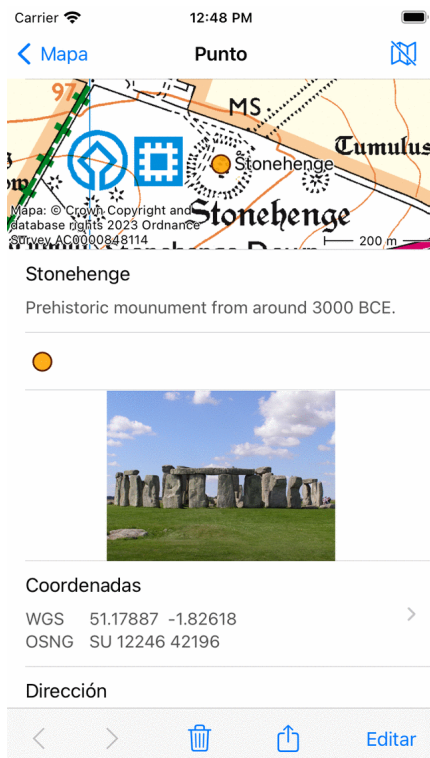 Carrier
12:48 PM
Mapa
Punto
97
MS.
Tumulus
Stonehenge
Stonehenge
Mapa: © Crown Copyright and
database rights 2023 Ordnance
Survey AC0000848114
200 m
Stonehenge Down
Stonehenge
Prehistoric mounument from around 3000 BCE.
Coordenadas
WGS 51.17887 -1.82618
OSNG SU 12246 42196
Dirección
Editar